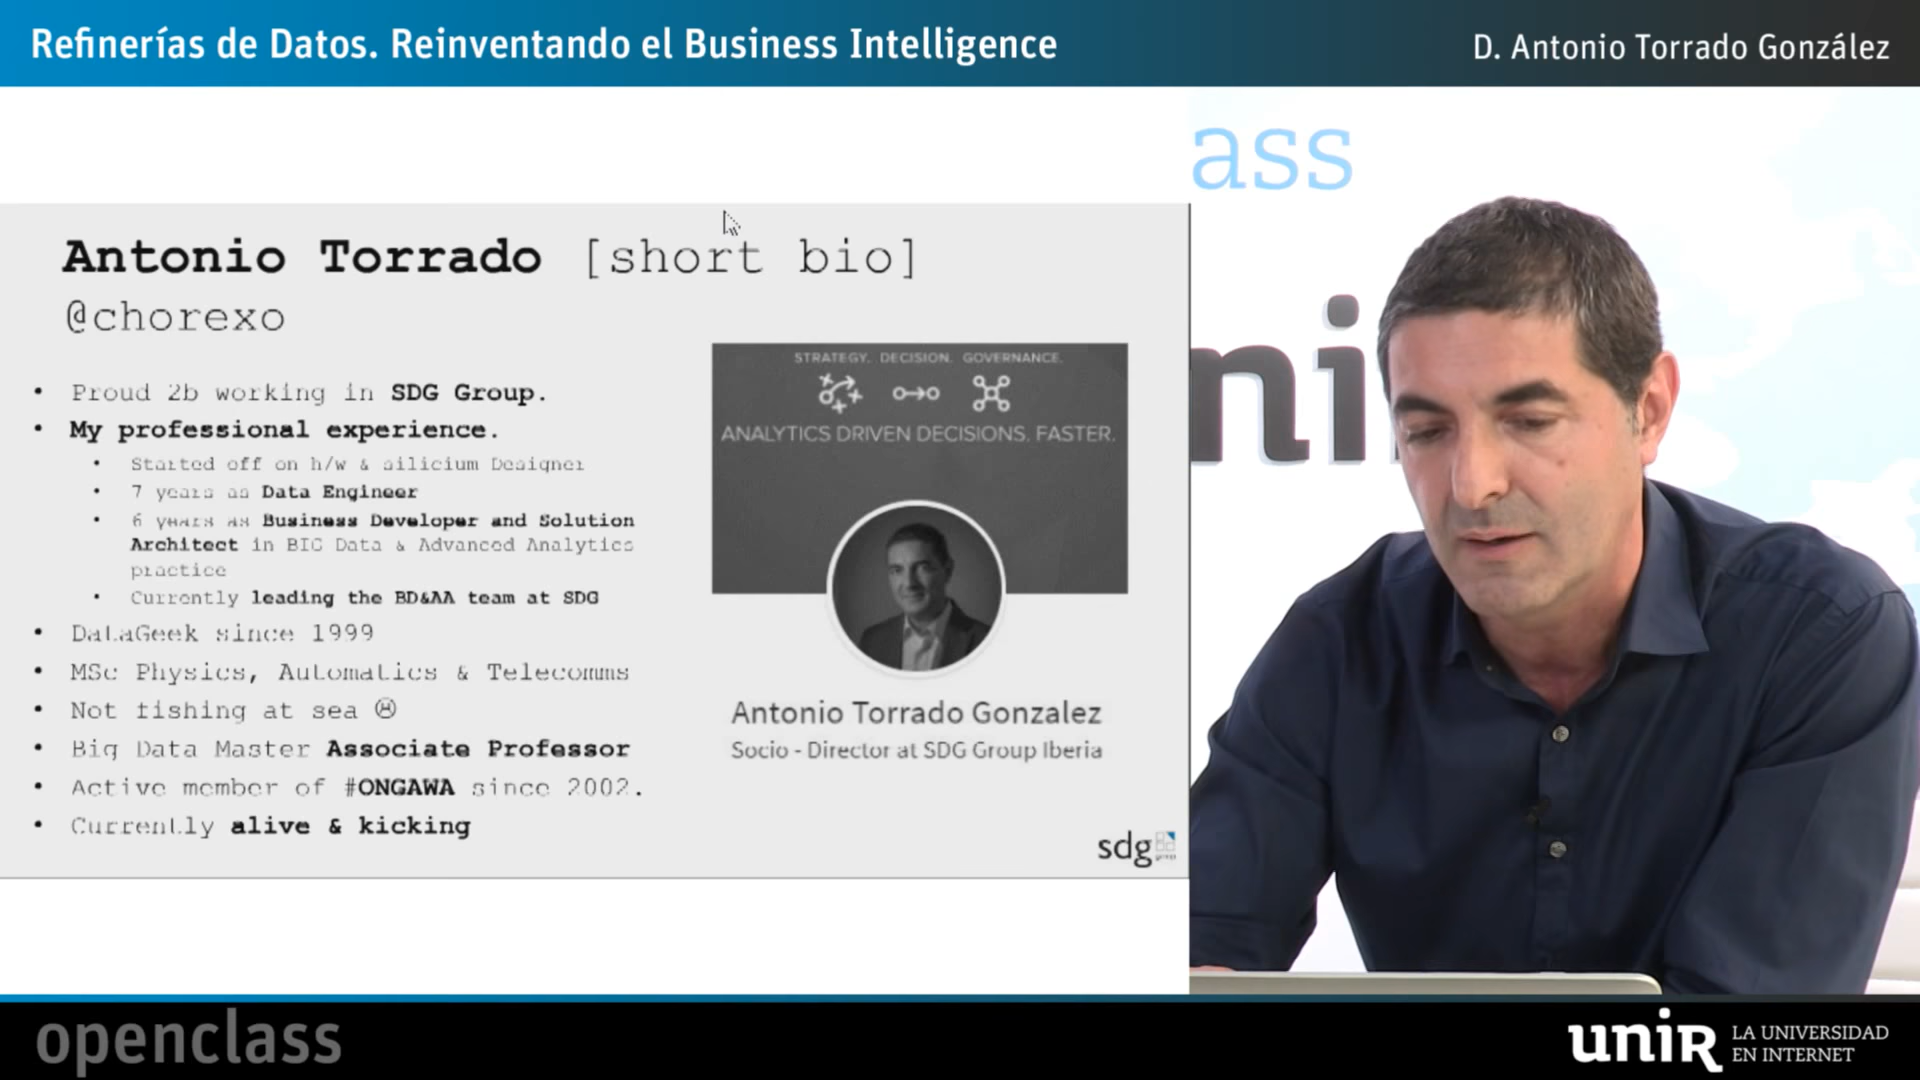 Refinerías de Datos. Reinventando el Business Intelligence
D. Antonio Torrado González
ass
ni
Antonio Torrado [short bio]
@chorexo
• Proud 2b working in SDG Group.
• My professional experience.
• Started off on h/w & silicium Designer
• 7 years as Data Engineer
• 6 years as Business Developer and Solution
Architect in BIG Data & Advanced Analytics
practice
• Currently leading the BD&AA team at SDG
• DataGeek since 1999
• MSc Physics, Automatics & Telecomms
• Not fishing at sea ☹
• Big Data Master Associate Professor
• Active member of #ONGAWA since 2002.
• Currently alive & kicking
STRATEGY. DECISION. GOVERNANCE.
ANALYTICS DRIVEN DECISIONS. FASTER.
Antonio Torrado Gonzalez
Socio - Director at SDG Group Iberia
sdg
group
openclass
unir
LA UNIVERSIDAD
EN INTERNET